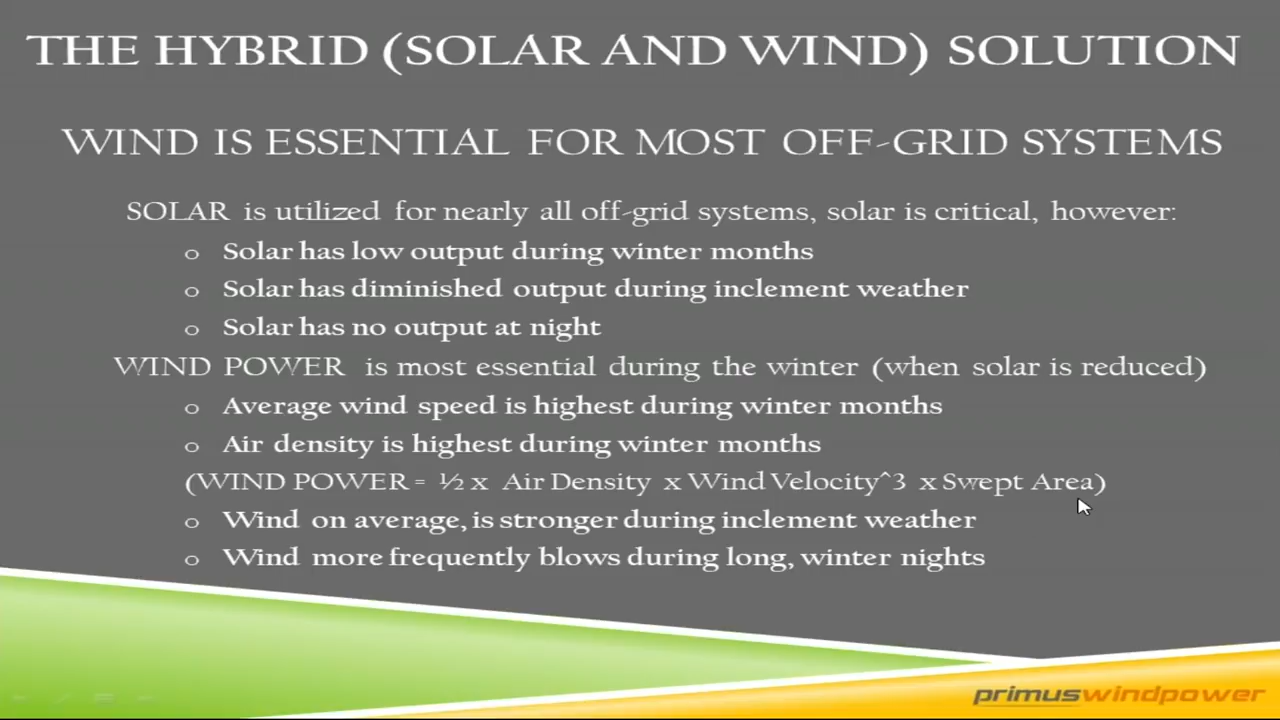 THE HYBRID (SOLAR AND WIND) SOLUTION
WIND IS ESSENTIAL FOR MOST OFF-GRID SYSTEMS
SOLAR is utilized for nearly all off-grid systems, solar is critical, however:
o Solar has low output during winter months
o Solar has diminished output during inclement weather
o Solar has no output at night
WIND POWER is most essential during the winter (when solar is reduced)
o Average wind speed is highest during winter months
o Air density is highest during winter months
(WIND POWER = ½ x Air Density x Wind Velocity^3 x Swept Area)
o Wind on average, is stronger during inclement weather
o Wind more frequently blows during long, winter nights
primuswindpower